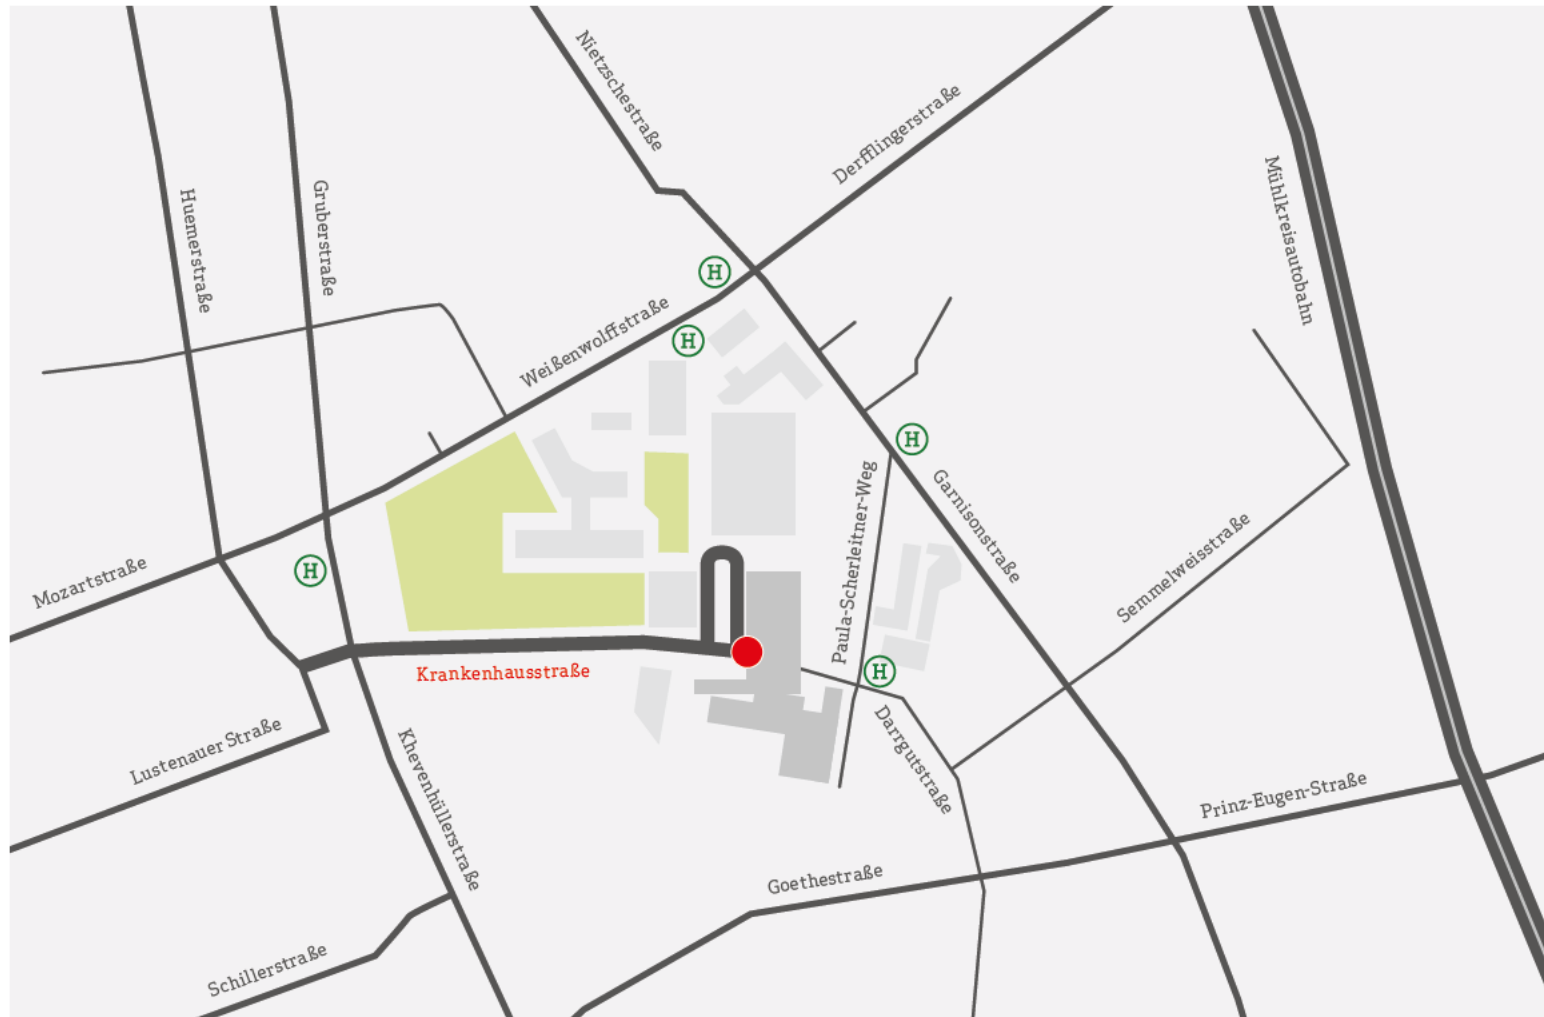 Nietzschestraße
Derfflingerstraße
Mühlkreisautobahn
Huemerstraße
Gruberstraße
H
Weißenwolffstraße
H
H
Paula-Scherleitner-Weg
Garnisonstraße
Semmelweisstraße
Mozartstraße
H
Krankenhausstraße
H
Lustenauer Straße
Khevenhüllerstraße
Darrgutstraße
Prinz-Eugen-Straße
Goethestraße
Schillerstraße